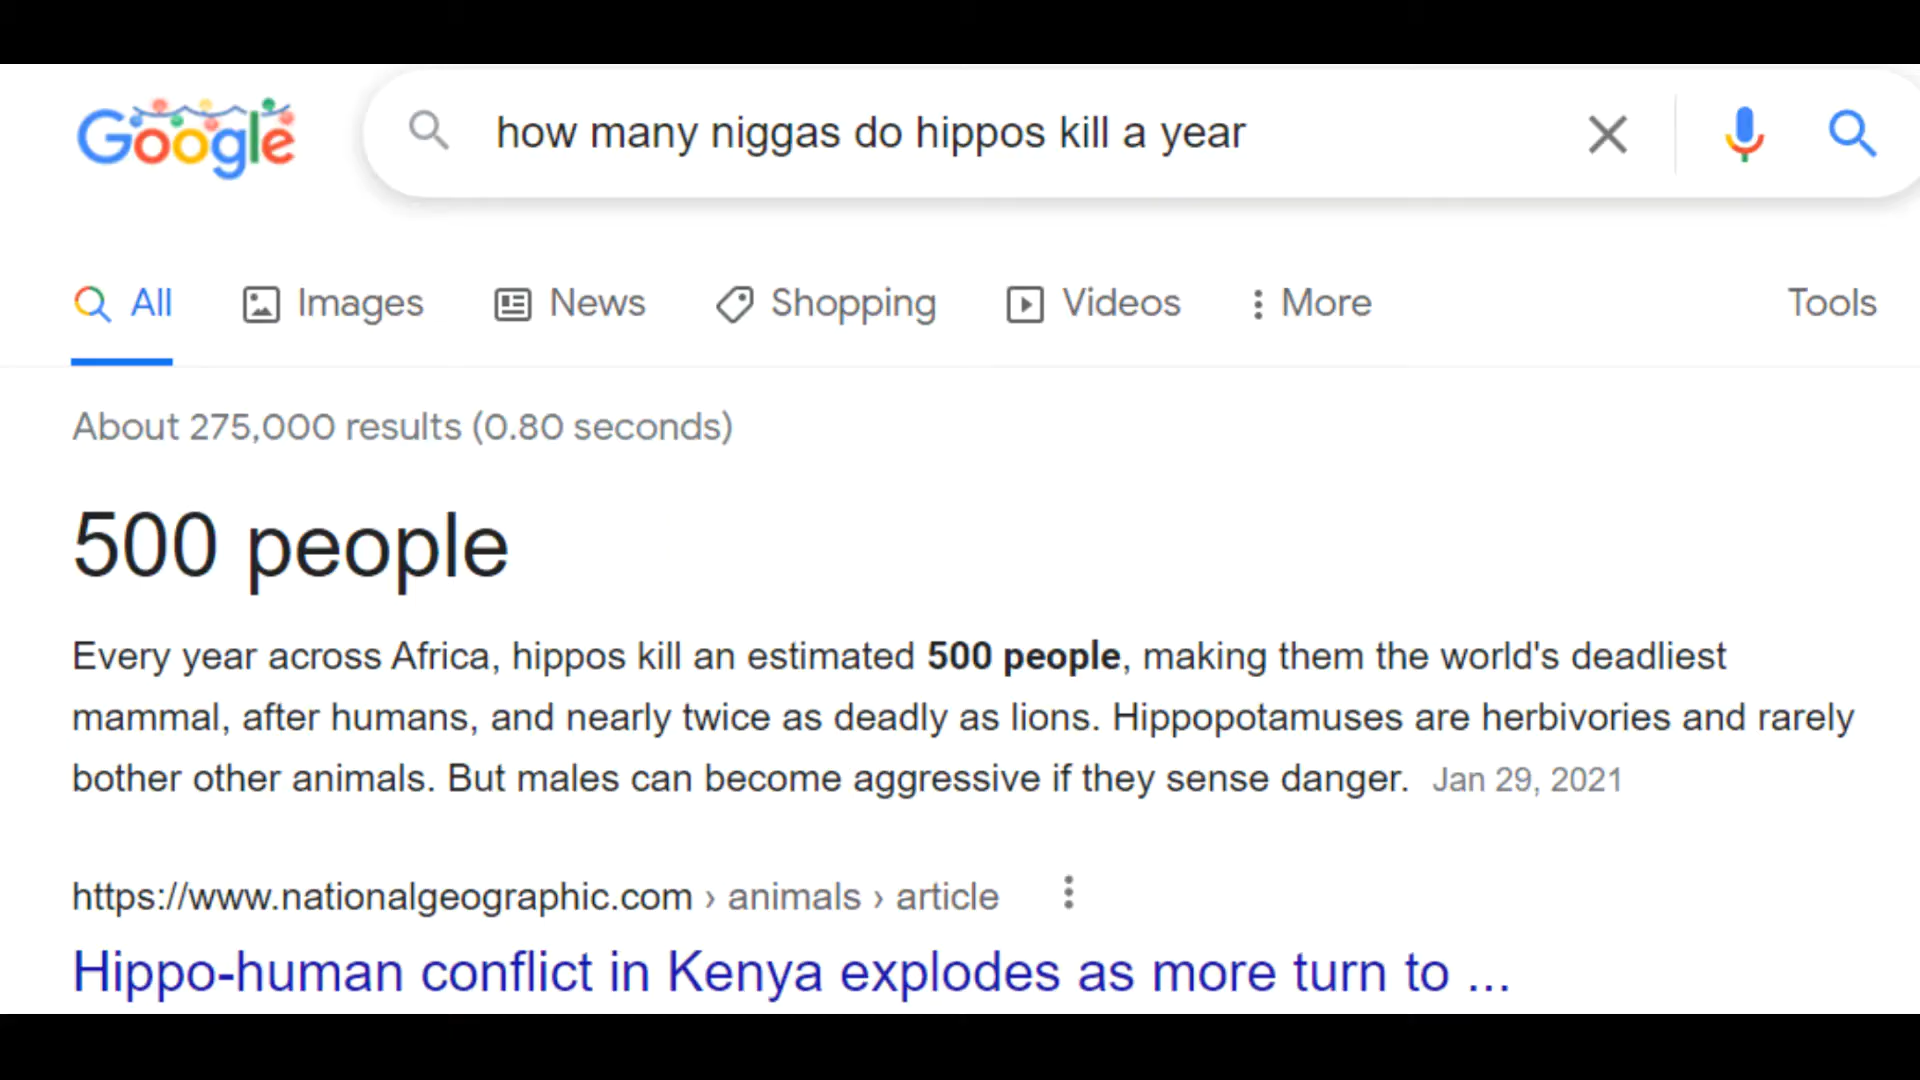 Google
how many niggas do hippos kill a year
All Images News Shopping Videos More Tools
About 275,000 results (0.80 seconds)
500 people
Every year across Africa, hippos kill an estimated 500 people, making them the world's deadliest
mammal, after humans, and nearly twice as deadly as lions. Hippopotamuses are herbivories and rarely
bother other animals. But males can become aggressive if they sense danger. Jan 29, 2021
https://www.nationalgeographic.com › animals › article
Hippo-human conflict in Kenya explodes as more turn to ...